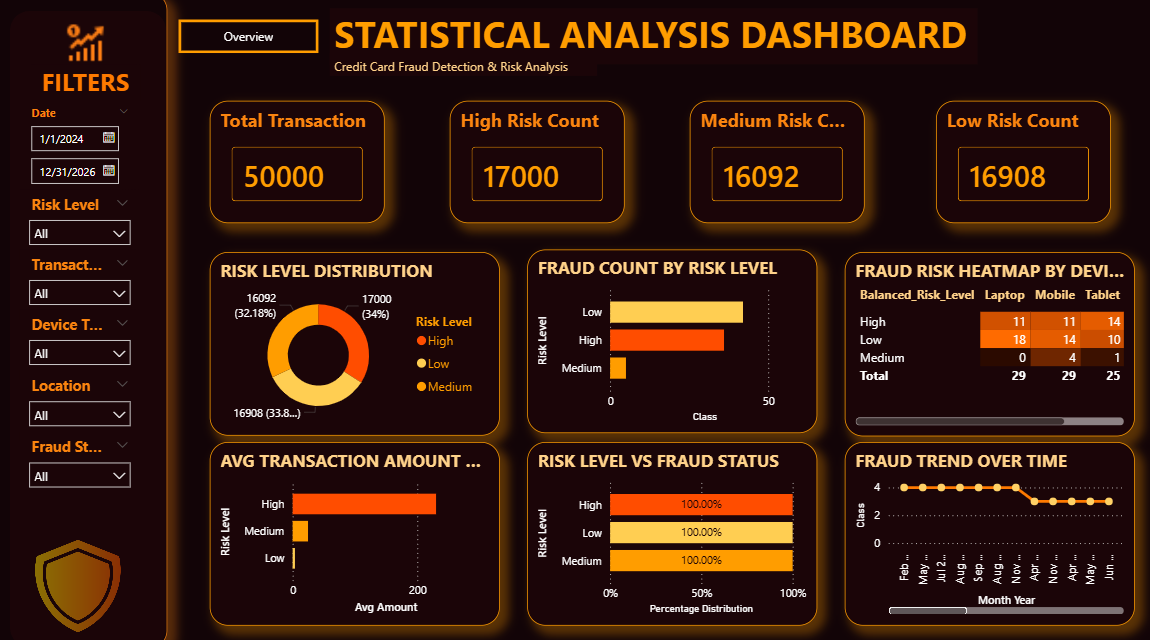 Overview
STATISTICAL ANALYSIS DASHBOARD
Credit Card Fraud Detection & Risk Analysis
FILTERS
Date
1/1/2024
12/31/2026
Risk Level
All
Transact...
All
Device T...
All
Location
All
Fraud St...
All
Total Transaction
50000
High Risk Count
17000
Medium Risk C...
16092
Low Risk Count
16908
RISK LEVEL DISTRIBUTION
16092
(32.18%)
17000
(34%)
16908 (33.8...)
Risk Level
High
Low
Medium
FRAUD COUNT BY RISK LEVEL
Risk Level
Low
High
Medium
0 50
Class
FRAUD RISK HEATMAP BY DEVI...
Balanced_Risk_Level Laptop Mobile Tablet
High 11 11 14
Low 18 14 10
Medium 0 4 1
Total 29 29 25
AVG TRANSACTION AMOUNT ...
Risk Level
High
Medium
Low
0 200
Avg Amount
RISK LEVEL VS FRAUD STATUS
Risk Level
High 100.00%
Low 100.00%
Medium 100.00%
0% 50% 100%
Percentage Distribution
FRAUD TREND OVER TIME
Class
4
2
0
Feb ...
May ...
Jul 2...
Aug ...
Sep ...
Aug ...
Nov ...
Apr ...
Nov ...
Apr ...
May ...
Jun ...
Month Year